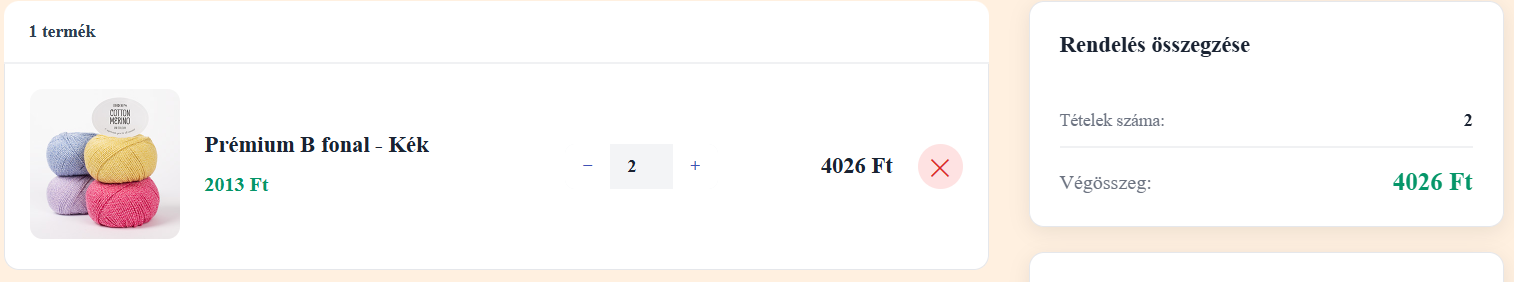 1 termék
COTTON
MERINO
Prémium B fonal - Kék
2013 Ft
− 2 +
4026 Ft
Rendelés összegzése
Tételek száma: 2
Végösszeg: 4026 Ft